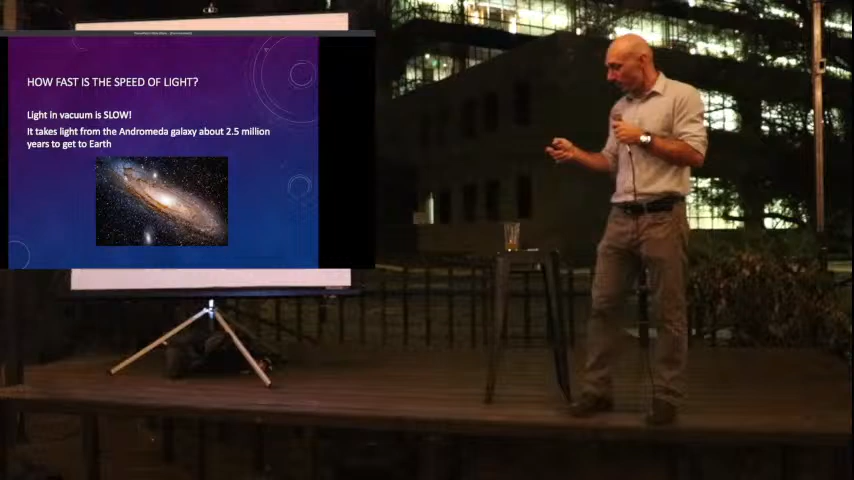 HOW FAST IS THE SPEED OF LIGHT?
Light in vacuum is SLOW!
It takes light from the Andromeda galaxy about 2.5 million
years to get to Earth